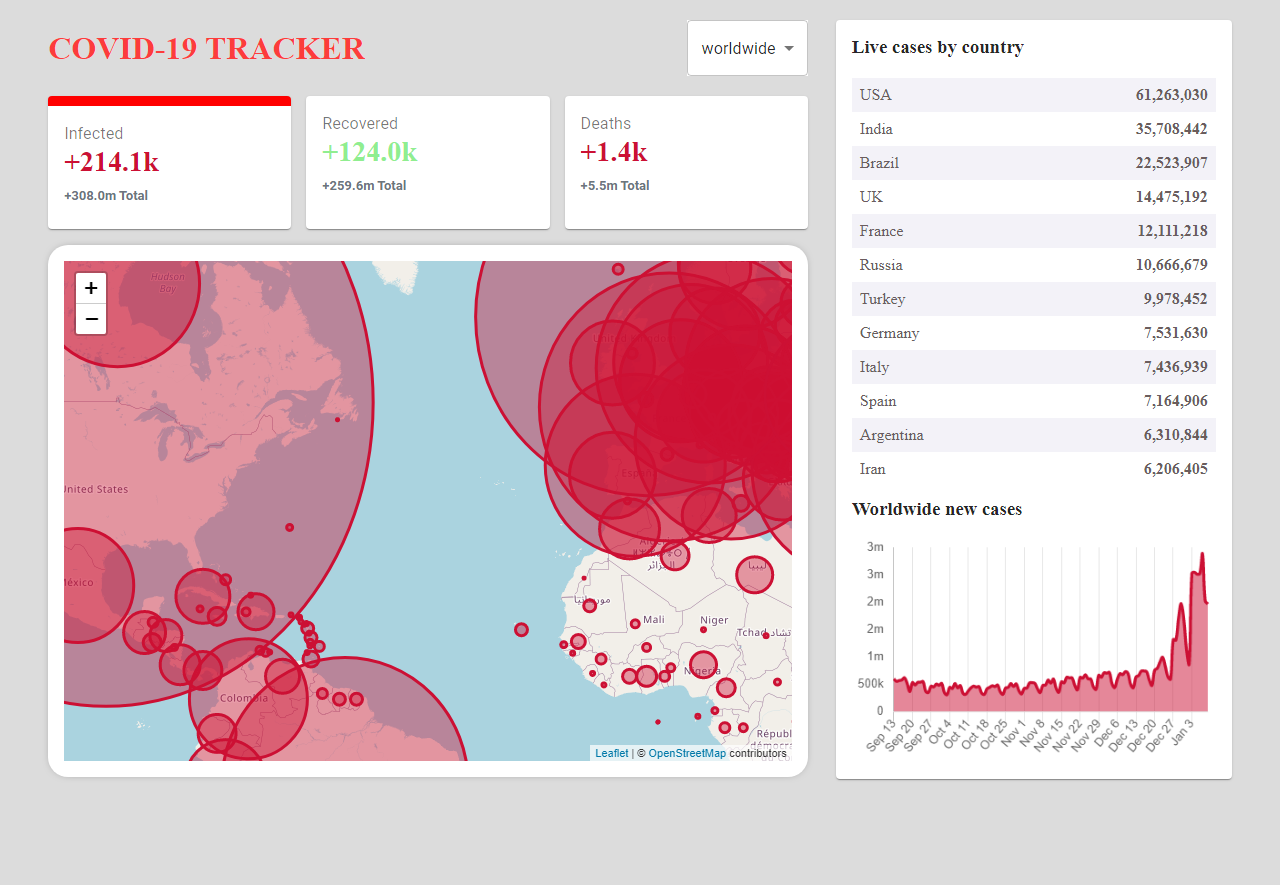 COVID-19 TRACKER
worldwide
Infected
+214.1k
+308.0m Total
Recovered
+124.0k
+259.6m Total
Deaths
+1.4k
+5.5m Total
+
−
Hudson
Bay
United States
México
Colombia
España
ليبيا
الجزائر
موريتانيا
Mali
Niger
Tchad تشاد
Nigeria
Leaflet | © OpenStreetMap contributors
Live cases by country
USA 61,263,030
India 35,708,442
Brazil 22,523,907
UK 14,475,192
France 12,111,218
Russia 10,666,679
Turkey 9,978,452
Germany 7,531,630
Italy 7,436,939
Spain 7,164,906
Argentina 6,310,844
Iran 6,206,405
Worldwide new cases
3m
3m
2m
2m
1m
500k
0
Sep 13
Sep 20
Sep 27
Oct 4
Oct 11
Oct 18
Oct 25
Nov 1
Nov 8
Nov 15
Nov 22
Nov 29
Dec 6
Dec 13
Dec 20
Dec 27
Jan 3